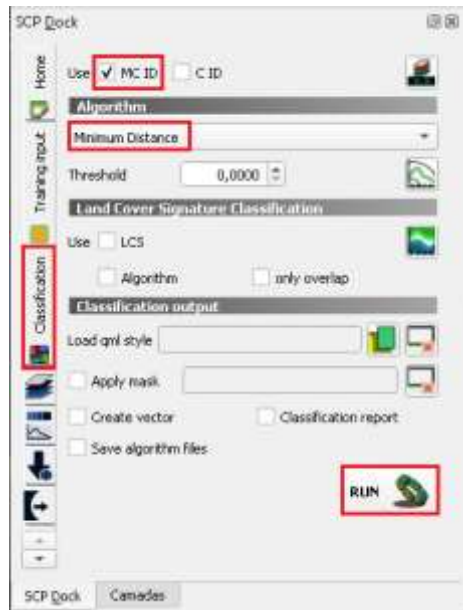 SCP Dock
Home
Training input
Classification
Use MC ID C ID
Algorithm
Minimum Distance
Threshold 0,0000
Land Cover Signature Classification
Use LCS
Algorithm only overlap
Classification output
Load qml style
Apply mask
Create vector Classification report
Save algorithm files
RUN
SCP Dock Camadas